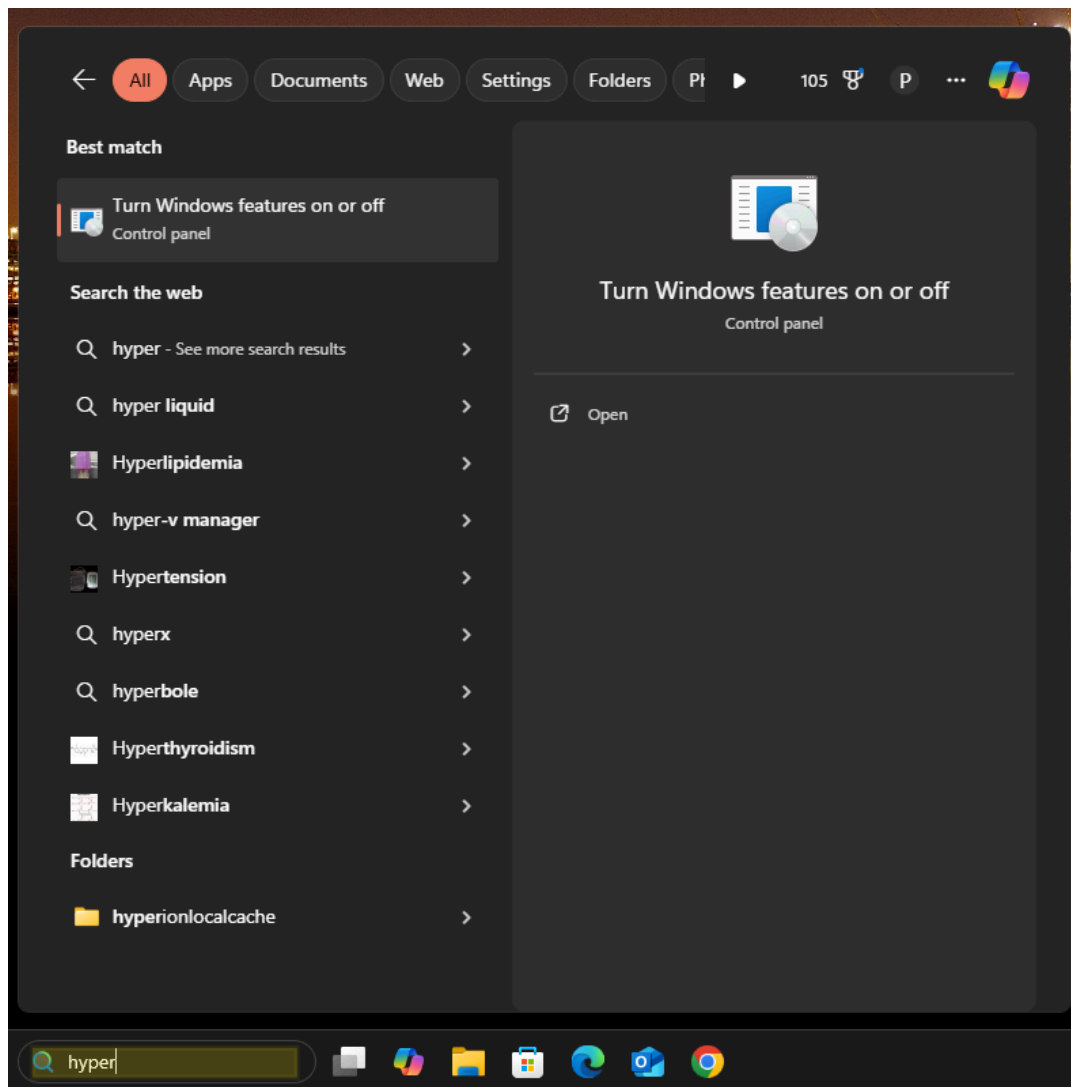 All Apps Documents Web Settings Folders 105 P
Best match
Turn Windows features on or off
Control panel
Search the web
hyper - See more search results
hyper liquid
Hyperlipidemia
hyper-v manager
Hypertension
hyperx
hyperbole
Hyperthyroidism
Hyperkalemia
Folders
hyperionlocalcache
Turn Windows features on or off
Control panel
Open
hyper